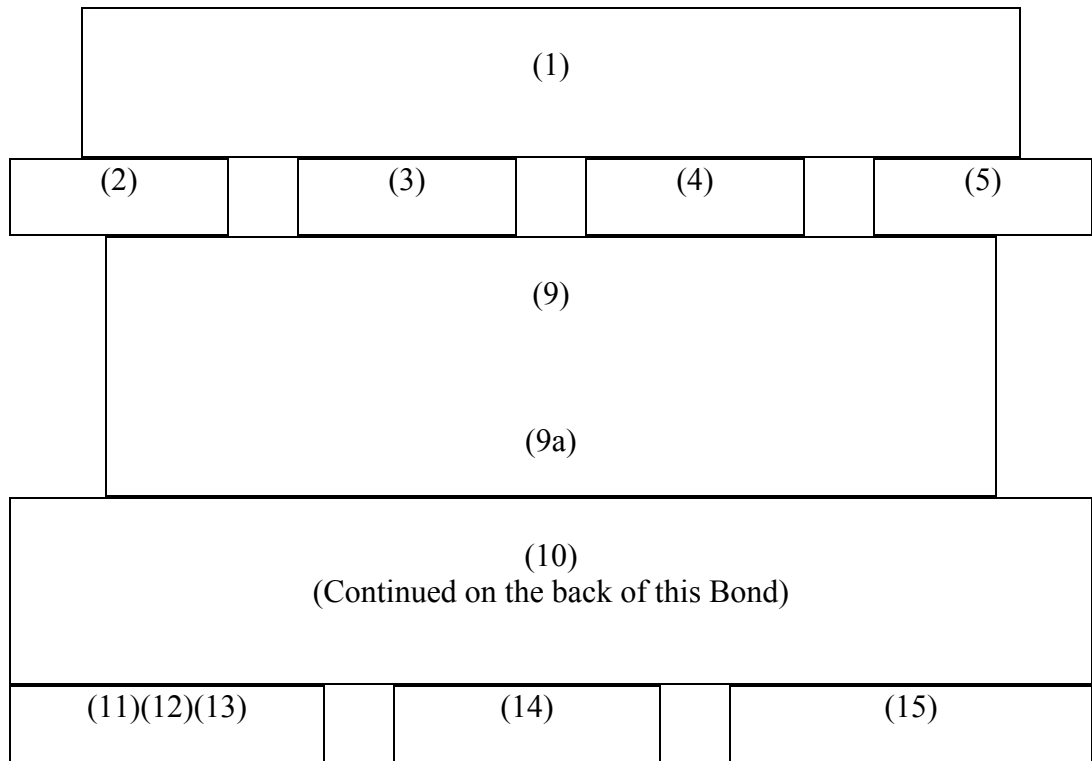 (1)
(2) (3) (4) (5)
(9)
(9a)
(10)
(Continued on the back of this Bond)
(11)(12)(13) (14) (15)